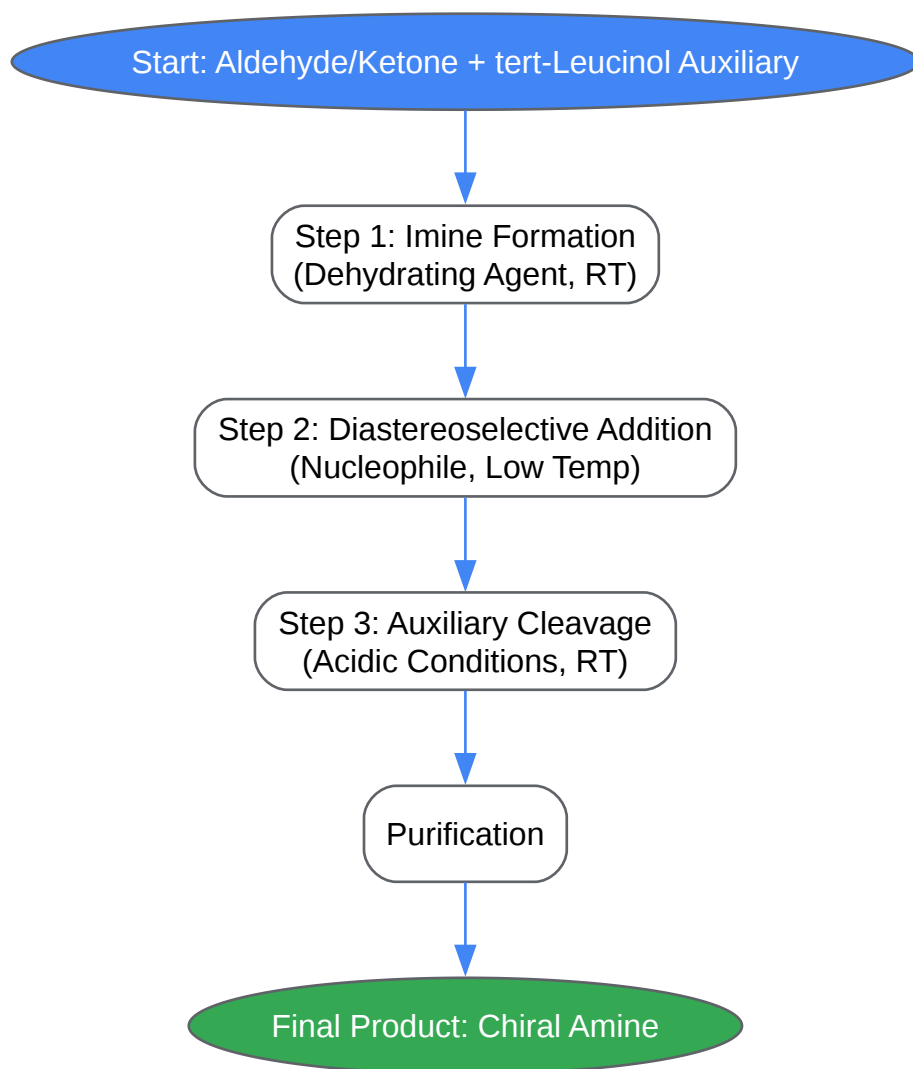 Start: Aldehyde/Ketone + tert-Leucinol Auxiliary
Step 1: Imine Formation
(Dehydrating Agent, RT)
Step 2: Diastereoselective Addition
(Nucleophile, Low Temp)
Step 3: Auxiliary Cleavage
(Acidic Conditions, RT)
Purification
Final Product: Chiral Amine